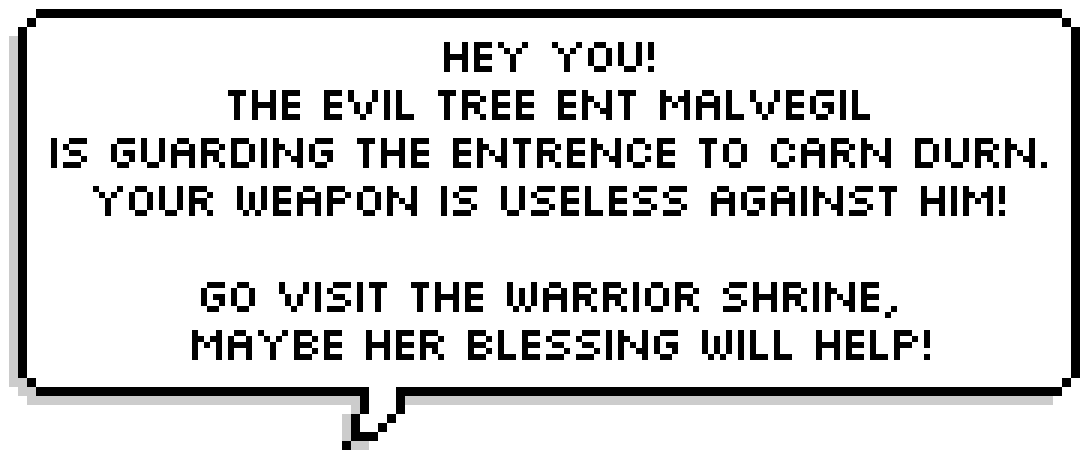 HEY YOU!
THE EVIL TREE ENT MALVEGIL
IS GUARDING THE ENTRENCE TO CARN DURN.
YOUR WEAPON IS USELESS AGAINST HIM!
GO VISIT THE WARRIOR SHRINE,
MAYBE HER BLESSING WILL HELP!